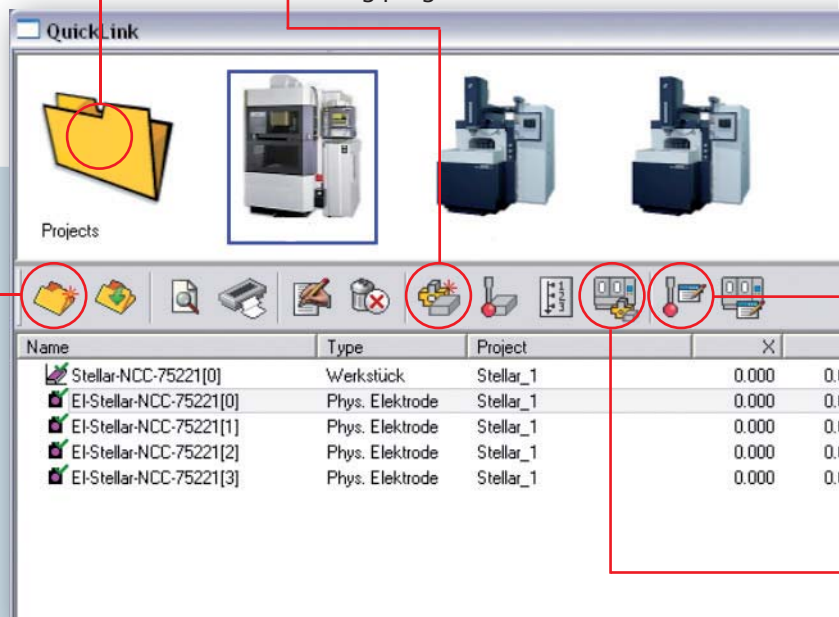 QuickLink
Projects
Name Type Project X
Stellar-NCC-75221[0] Werkstück Stellar_1 0.000
El-Stellar-NCC-75221[0] Phys. Elektrode Stellar_1 0.000
El-Stellar-NCC-75221[1] Phys. Elektrode Stellar_1 0.000
El-Stellar-NCC-75221[2] Phys. Elektrode Stellar_1 0.000
El-Stellar-NCC-75221[3] Phys. Elektrode Stellar_1 0.000